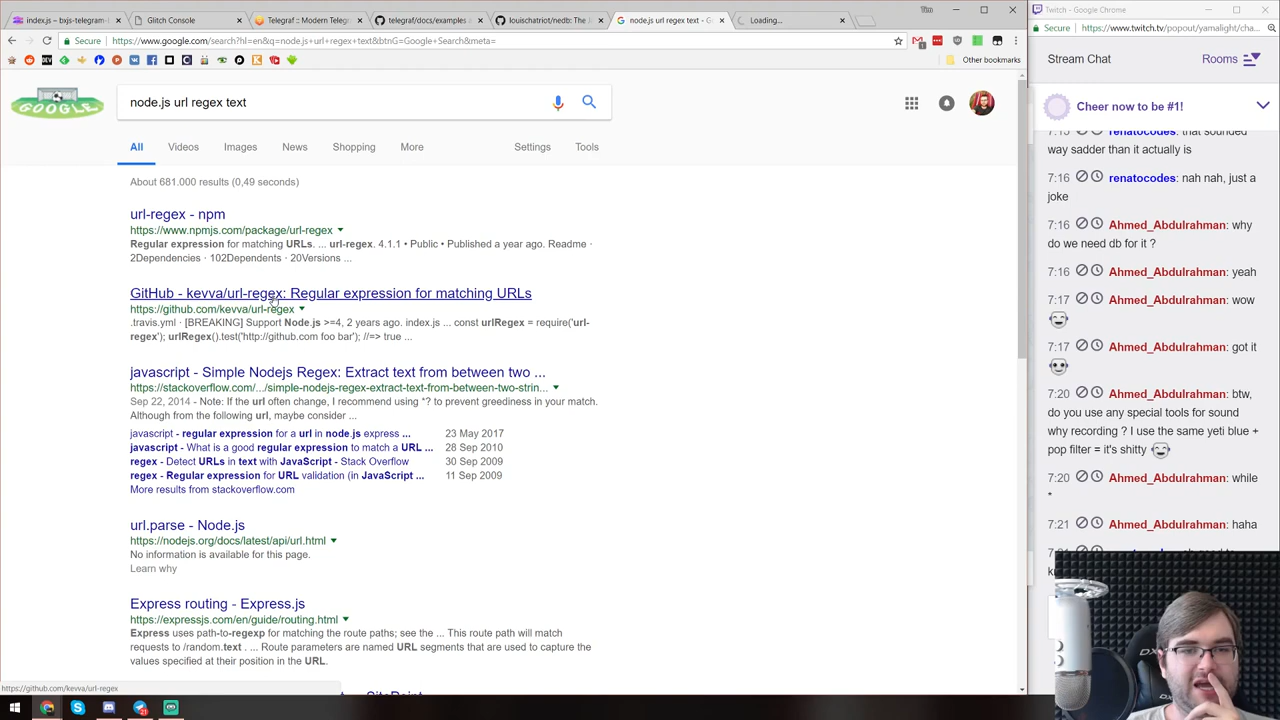 index.js – bxjs-telegram-
Glitch Console
Telegraf :: Modern Telegram
telegraf/docs/examples a
louischatriot/nedb: The J
node.js url regex text - G
Loading...
Tim
Secure
https://www.google.com/search?hl=en&q=node.js+url+regex+text&btnG=Google+Search&meta=
Other bookmarks
GOOGLE
node.js url regex text
All
Videos
Images
News
Shopping
More
Settings
Tools
About 681.000 results (0,49 seconds)
url-regex - npm
https://www.npmjs.com/package/url-regex
Regular expression for matching URLs. ... url-regex. 4.1.1 • Public • Published a year ago. Readme ·
2Dependencies · 102Dependents · 20Versions ...
GitHub - kevva/url-regex: Regular expression for matching URLs
https://github.com/kevva/url-regex
.travis.yml · [BREAKING] Support Node.js >=4, 2 years ago. index.js ... const urlRegex = require('url-
regex'); urlRegex().test('http://github.com foo bar'); //=> true ...
javascript - Simple Nodejs Regex: Extract text from between two ...
https://stackoverflow.com/.../simple-nodejs-regex-extract-text-from-between-two-strin...
Sep 22, 2014 - Note: If the url often change, I recommend using *? to prevent greediness in your match.
Although from the following url, maybe consider ...
javascript - regular expression for a url in node.js express ... 23 May 2017
javascript - What is a good regular expression to match a URL ... 28 Sep 2010
regex - Detect URLs in text with JavaScript - Stack Overflow 30 Sep 2009
regex - Regular expression for URL validation (in JavaScript ... 11 Sep 2009
More results from stackoverflow.com
url.parse - Node.js
https://nodejs.org/docs/latest/api/url.html
No information is available for this page.
Learn why
Express routing - Express.js
https://expressjs.com/en/guide/routing.html
Express uses path-to-regexp for matching the route paths; see the ... This route path will match
requests to /random.text . ... Route parameters are named URL segments that are used to capture the
values specified at their position in the URL.
https://github.com/kevva/url-regex
Twitch - Google Chrome
Secure
https://www.twitch.tv/popout/yamalight/cha...
Stream Chat
Rooms
Cheer now to be #1!
7:15 renatocodes: that sounded
way sadder than it actually is
7:16 renatocodes: nah nah, just a
joke
7:16 Ahmed_Abdulrahman: why
do we need db for it ?
7:16 Ahmed_Abdulrahman: yeah
7:17 Ahmed_Abdulrahman: wow
7:17 Ahmed_Abdulrahman: got it
7:20 Ahmed_Abdulrahman: btw,
do you use any special tools for sound
why recording ? I use the same yeti blue +
pop filter = it's shitty
7:20 Ahmed_Abdulrahman: while
*
7:21 Ahmed_Abdulrahman: haha